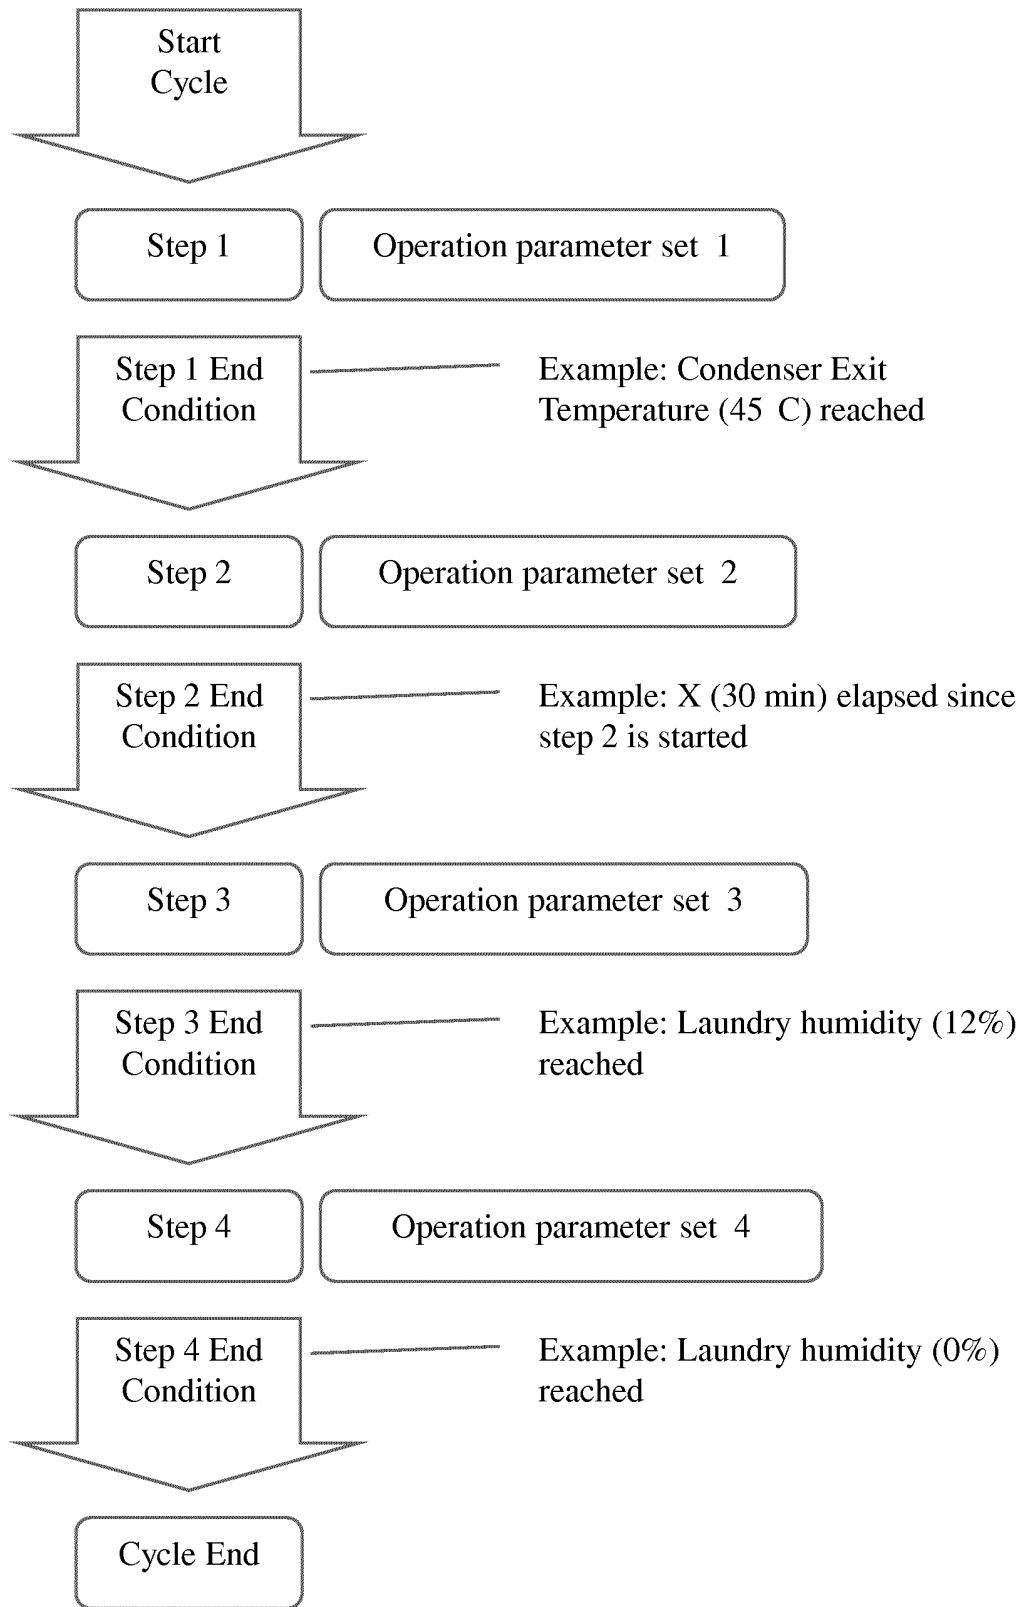 Start
Cycle
Step 1
Operation parameter set 1
Step 1 End
Condition
Example: Condenser Exit
Temperature (45 C) reached
Step 2
Operation parameter set 2
Step 2 End
Condition
Example: X (30 min) elapsed since
step 2 is started
Step 3
Operation parameter set 3
Step 3 End
Condition
Example: Laundry humidity (12%)
reached
Step 4
Operation parameter set 4
Step 4 End
Condition
Example: Laundry humidity (0%)
reached
Cycle End